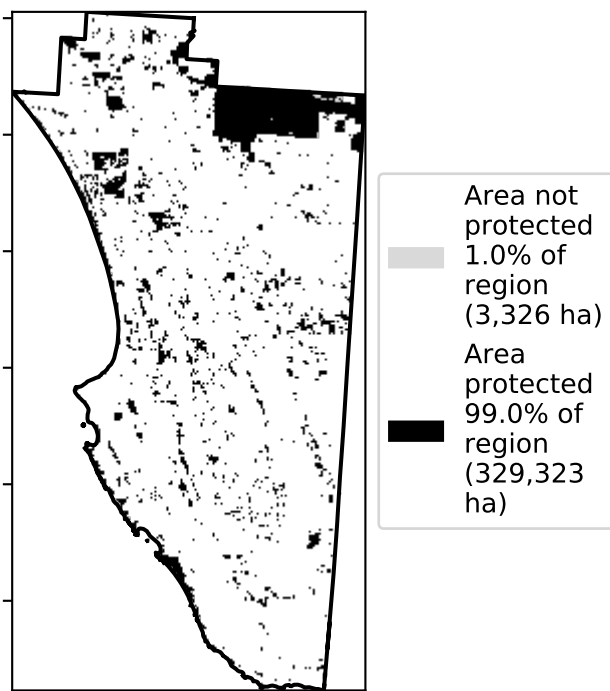 Area not
protected
1.0% of
region
(3,326 ha)
Area
protected
99.0% of
region
(329,323
ha)